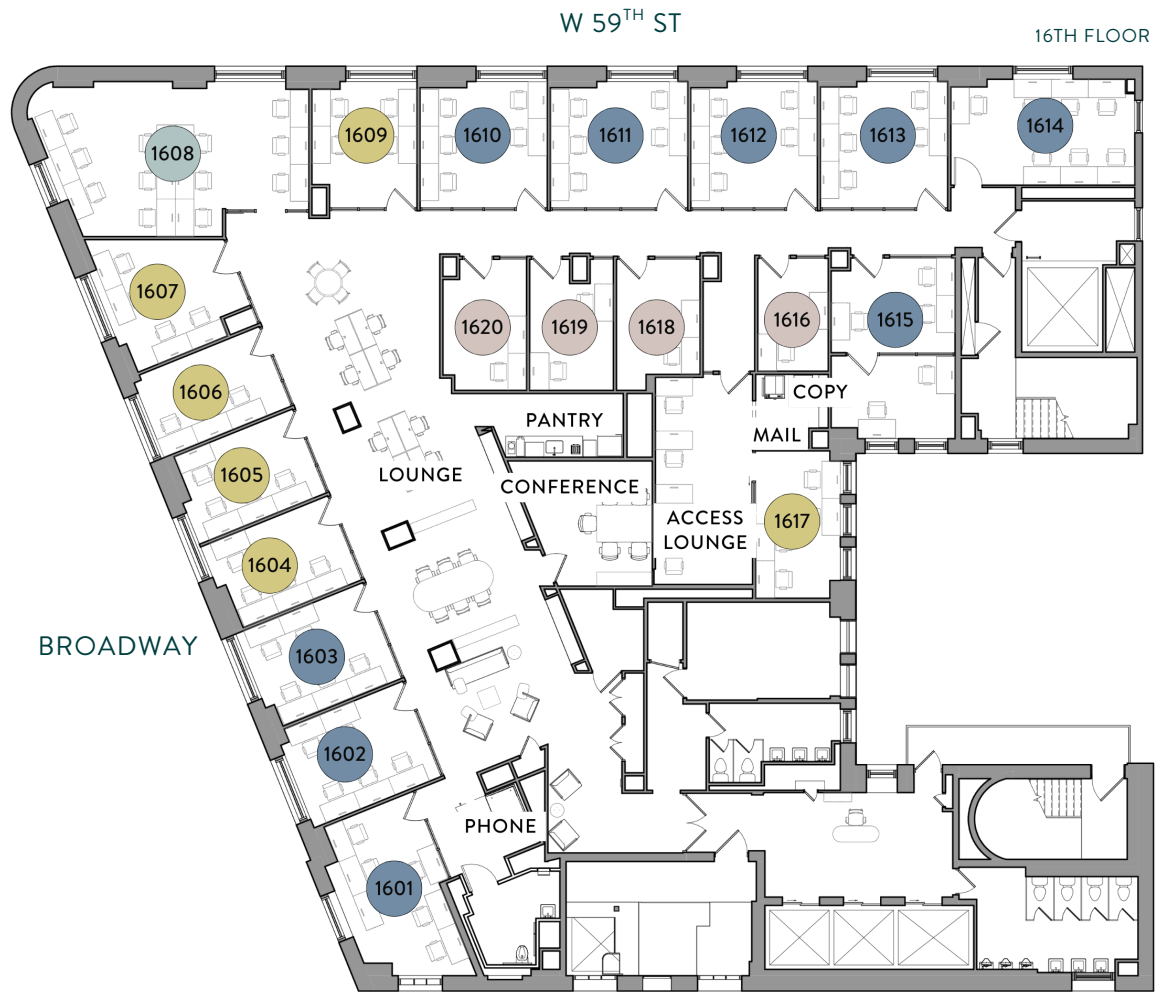 W 59TH ST
16TH FLOOR
1608
1609
1610
1611
1612
1613
1614
1607
1620
1619
1618
1616
1615
1606
COPY
PANTRY
MAIL
LOUNGE
1605
CONFERENCE
ACCESS
LOUNGE
1617
1604
BROADWAY
1603
1602
PHONE
1601